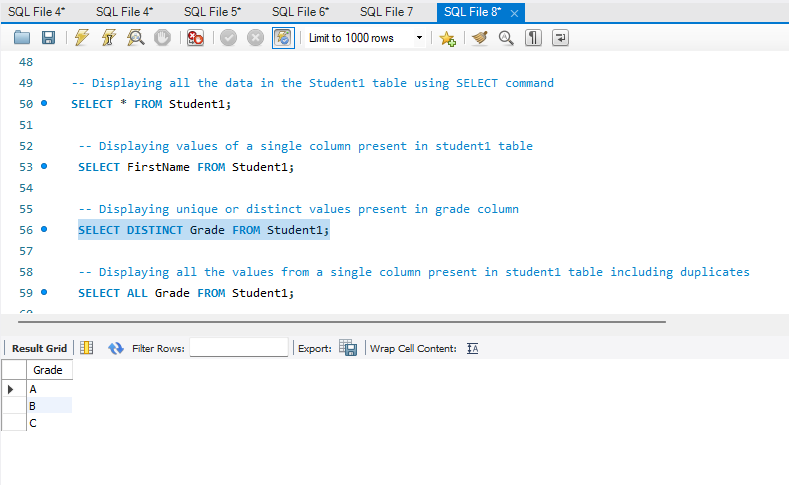 SQL File 4* SQL File 4* SQL File 5* SQL File 6* SQL File 7 SQL File 8*
Limit to 1000 rows
48
49 -- Displaying all the data in the Student1 table using SELECT command
50 SELECT * FROM Student1;
51
52 -- Displaying values of a single column present in student1 table
53 SELECT FirstName FROM Student1;
54
55 -- Displaying unique or distinct values present in grade column
56 SELECT DISTINCT Grade FROM Student1;
57
58 -- Displaying all the values from a single column present in student1 table including duplicates
59 SELECT ALL Grade FROM Student1;
Result Grid Filter Rows: Export: Wrap Cell Content:
Grade
A
B
C